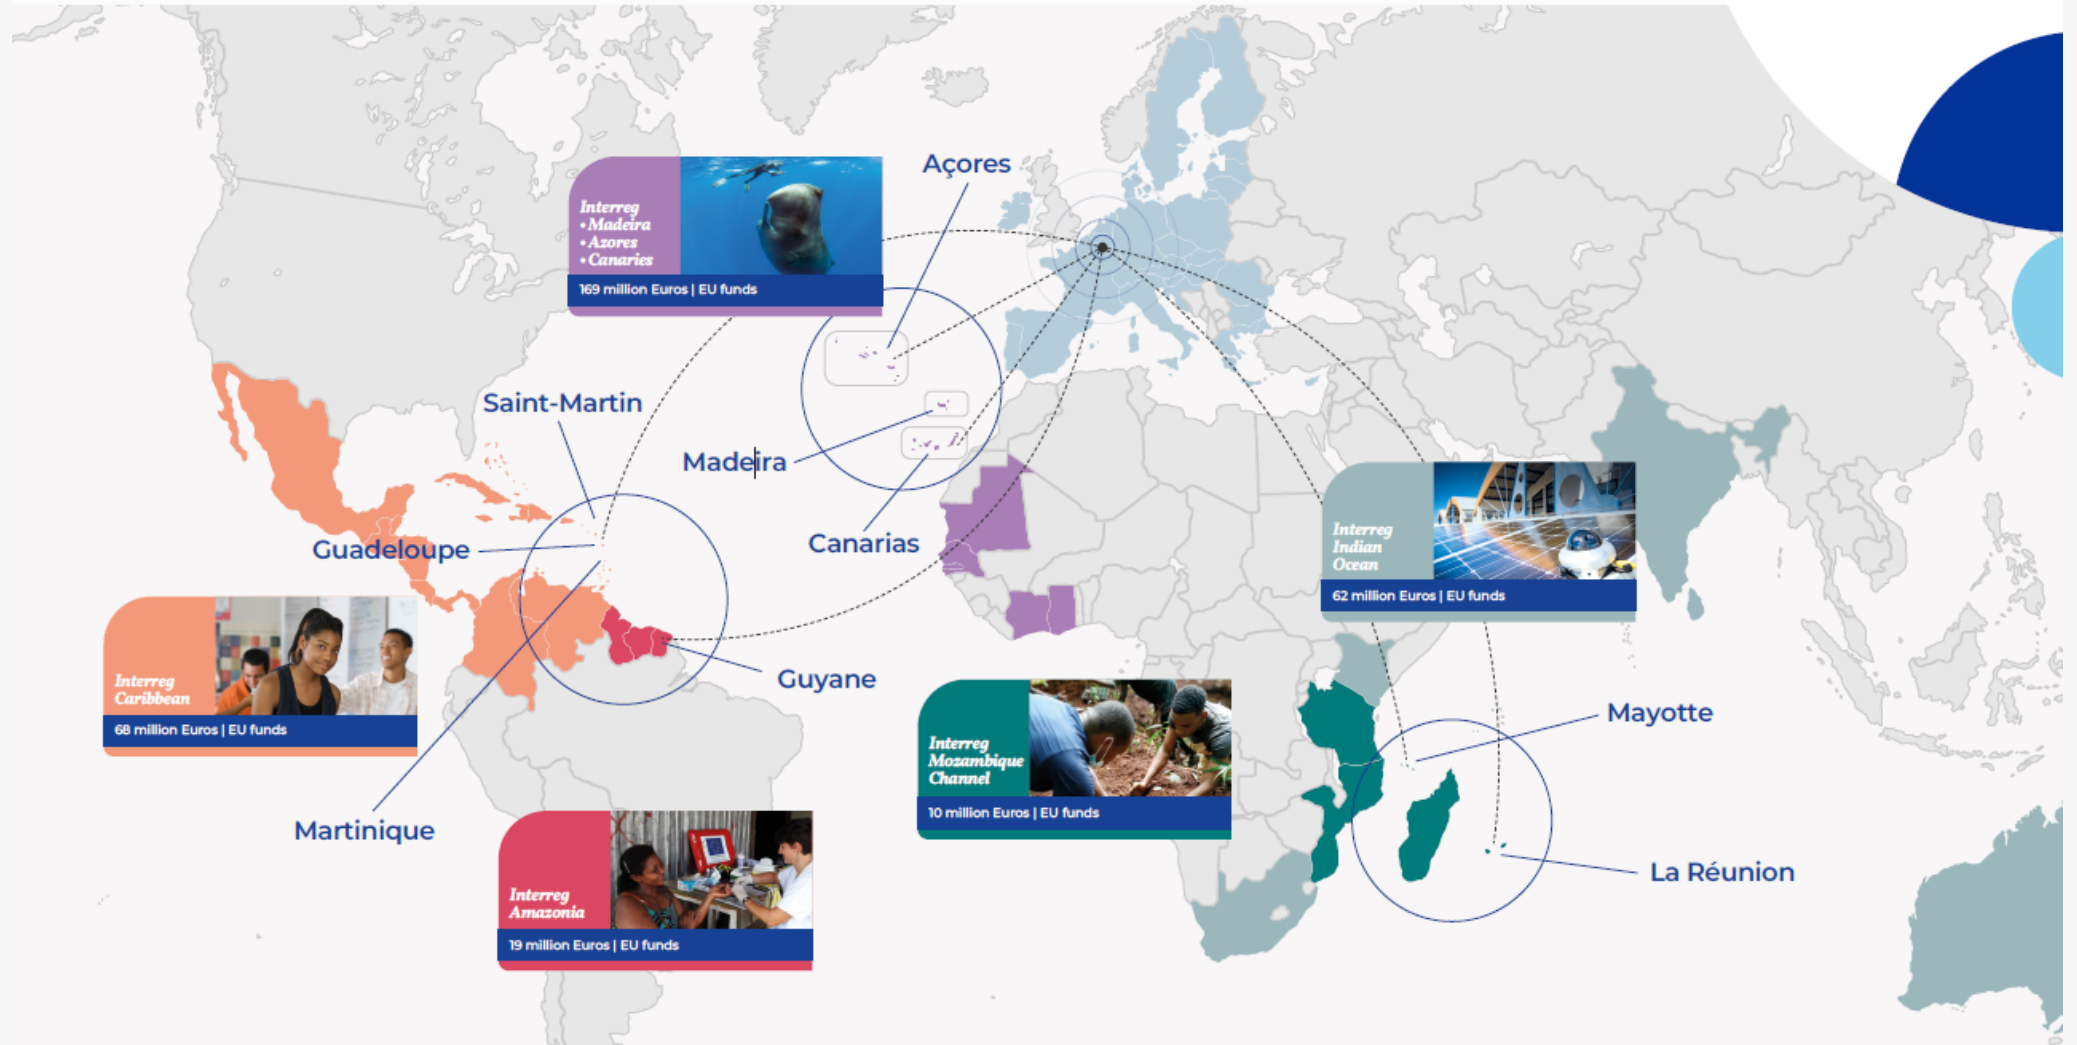 Açores
Interreg
• Madeira
• Azores
• Canaries
169 million Euros | EU funds
Saint-Martin
Madeira
Canarias
Guadeloupe
Interreg
Indian
Ocean
62 million Euros | EU funds
Interreg
Caribbean
68 million Euros | EU funds
Guyane
Mayotte
Interreg
Mozambique
Channel
10 million Euros | EU funds
Martinique
La Réunion
Interreg
Amazonia
19 million Euros | EU funds